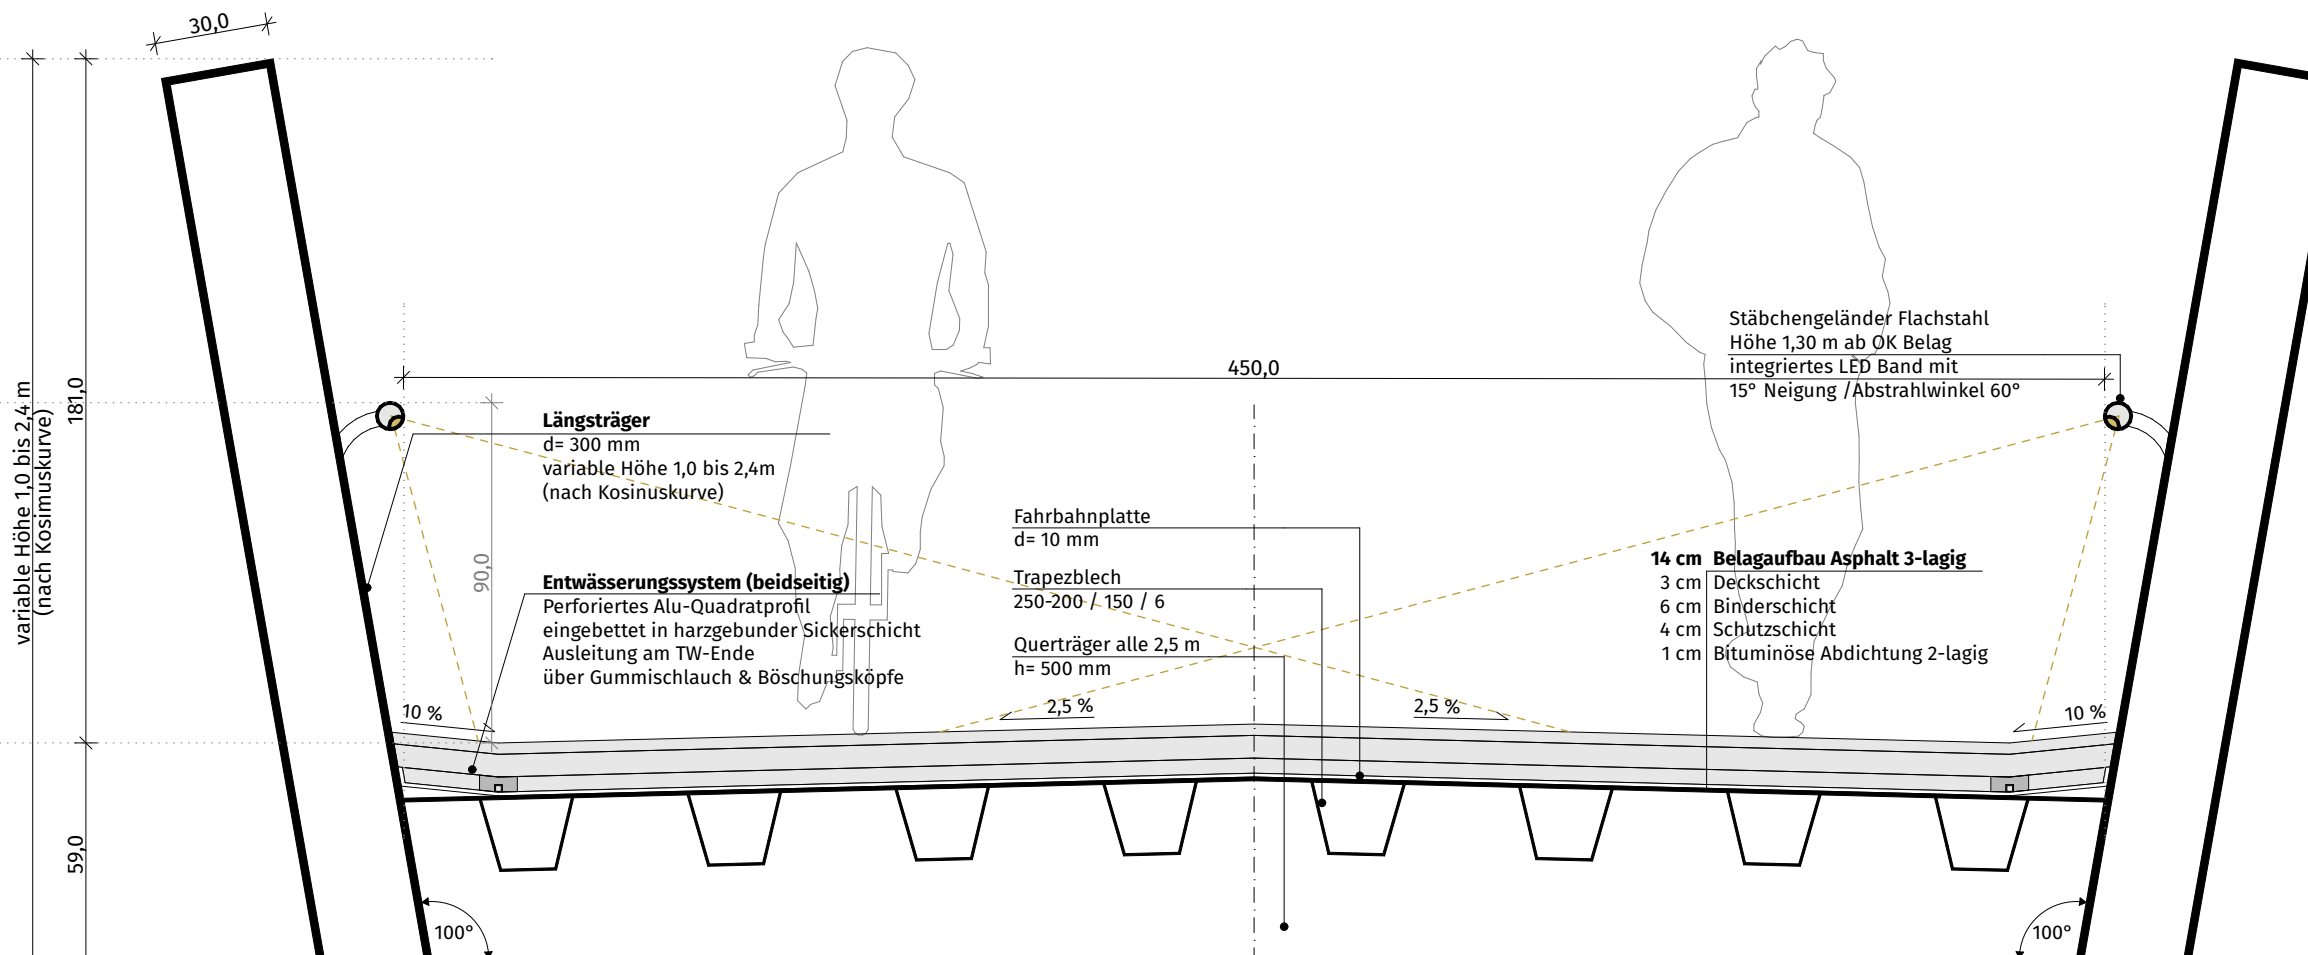 30,0
variable Höhe 1,0 bis 2,4 m
(nach Kosimuskurve)
181,0
59,0
450,0
90,0
Stäbchengeländer Flachstahl
Höhe 1,30 m ab OK Belag
integriertes LED Band mit
15° Neigung /Abstrahlwinkel 60°
Längsträger
d= 300 mm
variable Höhe 1,0 bis 2,4m
(nach Kosinuskurve)
Entwässerungssystem (beidseitig)
Perforiertes Alu-Quadratprofil
eingebettet in harzgebunder Sickerschicht
Ausleitung am TW-Ende
über Gummischlauch & Böschungsköpfe
Fahrbahnplatte
d= 10 mm
Trapezblech
250-200 / 150 / 6
Querträger alle 2,5 m
h= 500 mm
14 cm Belagaufbau Asphalt 3-lagig
3 cm Deckschicht
6 cm Binderschicht
4 cm Schutzschicht
1 cm Bituminöse Abdichtung 2-lagig
10 %
2,5 %
2,5 %
10 %
100°
100°